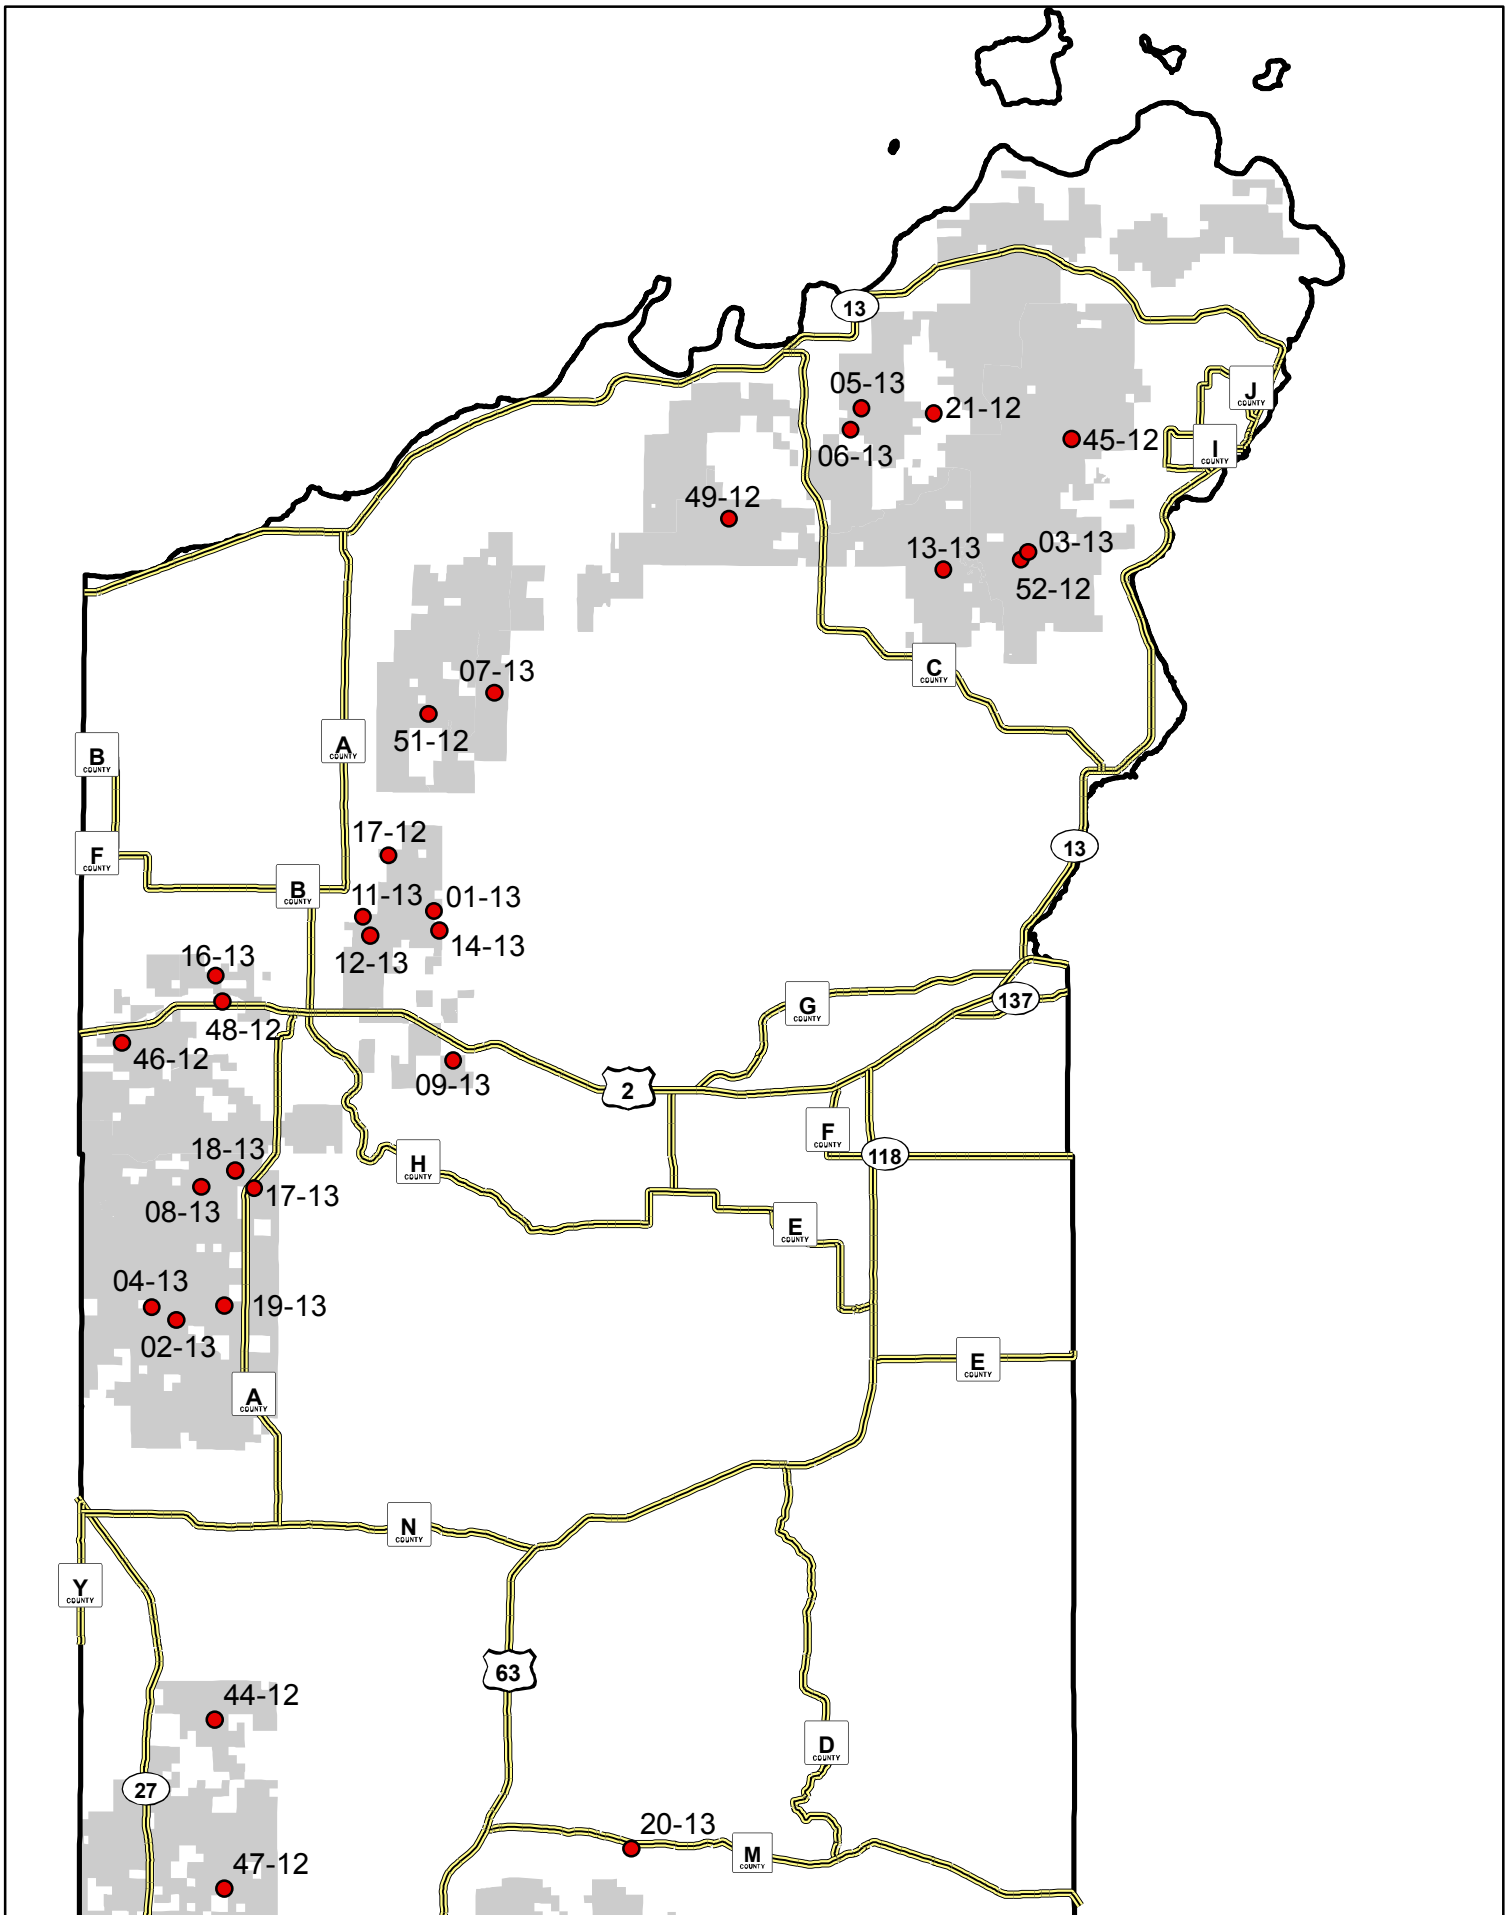 13
05-13
J
COUNTY
21-12
45-12
I
COUNTY
06-13
49-12
03-13
13-13
52-12
C
COUNTY
07-13
51-12
B
COUNTY
A
COUNTY
17-12
13
F
COUNTY
B
COUNTY
11-13
01-13
14-13
12-13
16-13
G
COUNTY
137
48-12
46-12
09-13
2
F
COUNTY
118
18-13
H
COUNTY
17-13
08-13
E
COUNTY
04-13
19-13
02-13
E
COUNTY
A
COUNTY
N
COUNTY
Y
COUNTY
63
44-12
D
COUNTY
27
20-13
M
COUNTY
47-12